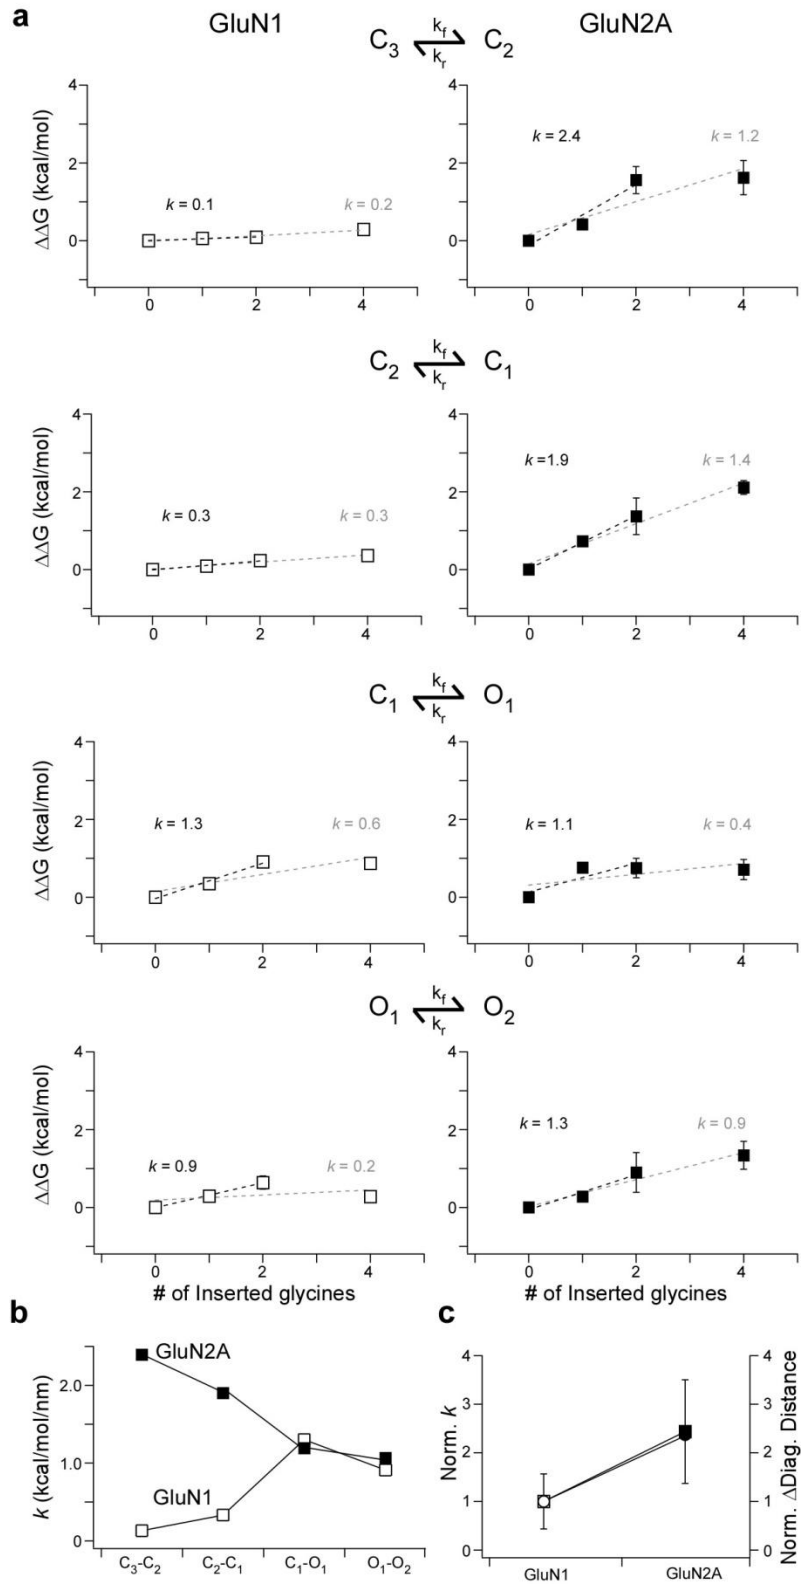 a
GluN1 GluN2A
C3 kf kr C2
4
2
0
ΔΔG (kcal/mol)
k = 0.1 k = 0.2
0 2 4
4
2
0
k = 2.4 k = 1.2
0 2 4
C2 kf kr C1
4
2
0
ΔΔG (kcal/mol)
k = 0.3 k = 0.3
0 2 4
4
2
0
k =1.9 k = 1.4
0 2 4
C1 kf kr O1
4
2
0
ΔΔG (kcal/mol)
k = 1.3 k = 0.6
0 2 4
4
2
0
k = 1.1 k = 0.4
0 2 4
O1 kf kr O2
4
2
0
ΔΔG (kcal/mol)
k = 0.9 k = 0.2
0 2 4
# of Inserted glycines
4
2
0
k = 1.3 k = 0.9
0 2 4
# of Inserted glycines
b
k (kcal/mol/nm)
2.0
1.0
0
GluN2A
GluN1
C3-C2 C2-C1 C1-O1 O1-O2
c
Norm. k
4
3
2
1
0
4
3
2
1
0
Norm. ΔDiag. Distance
GluN1 GluN2A